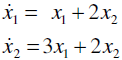 ẋ₁ = x₁ + 2x₂
ẋ₂ = 3x₁ + 2x₂